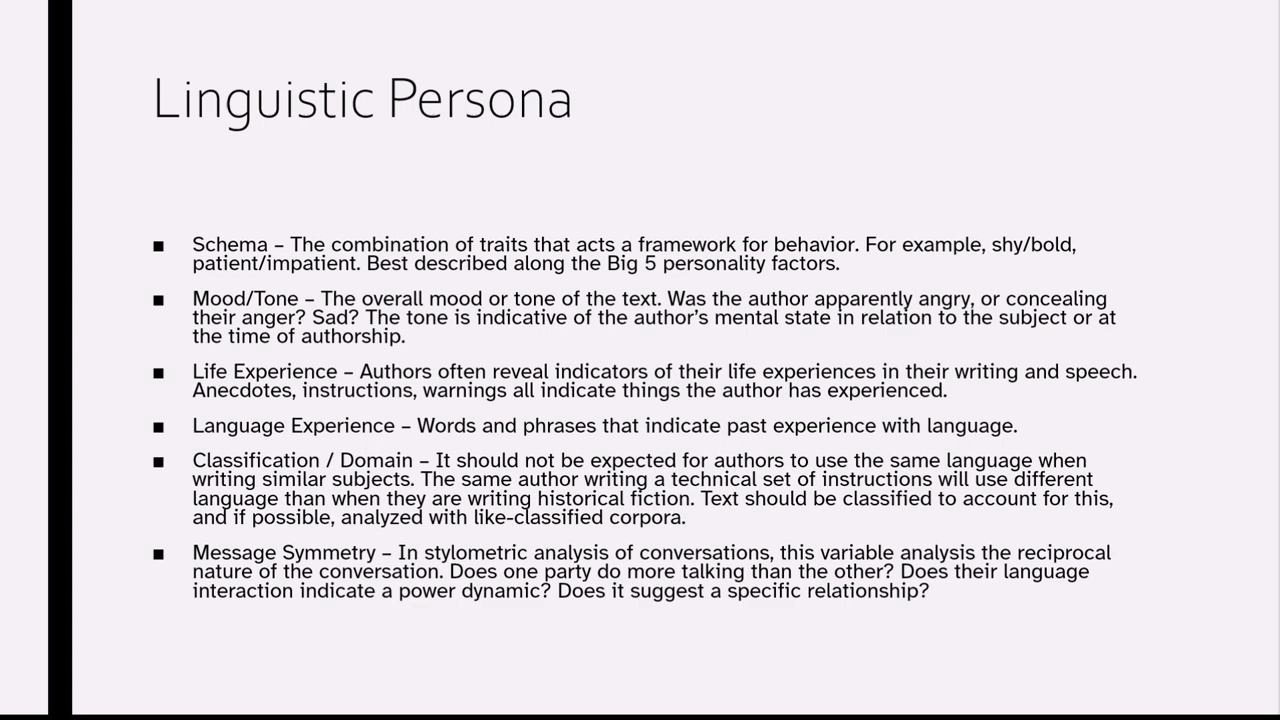 Linguistic Persona
■ Schema – The combination of traits that acts a framework for behavior. For example, shy/bold,
patient/impatient. Best described along the Big 5 personality factors.
■ Mood/Tone – The overall mood or tone of the text. Was the author apparently angry, or concealing
their anger? Sad? The tone is indicative of the author's mental state in relation to the subject or at
the time of authorship.
■ Life Experience – Authors often reveal indicators of their life experiences in their writing and speech.
Anecdotes, instructions, warnings all indicate things the author has experienced.
■ Language Experience – Words and phrases that indicate past experience with language.
■ Classification / Domain – It should not be expected for authors to use the same language when
writing similar subjects. The same author writing a technical set of instructions will use different
language than when they are writing historical fiction. Text should be classified to account for this,
and if possible, analyzed with like-classified corpora.
■ Message Symmetry – In stylometric analysis of conversations, this variable analysis the reciprocal
nature of the conversation. Does one party do more talking than the other? Does their language
interaction indicate a power dynamic? Does it suggest a specific relationship?